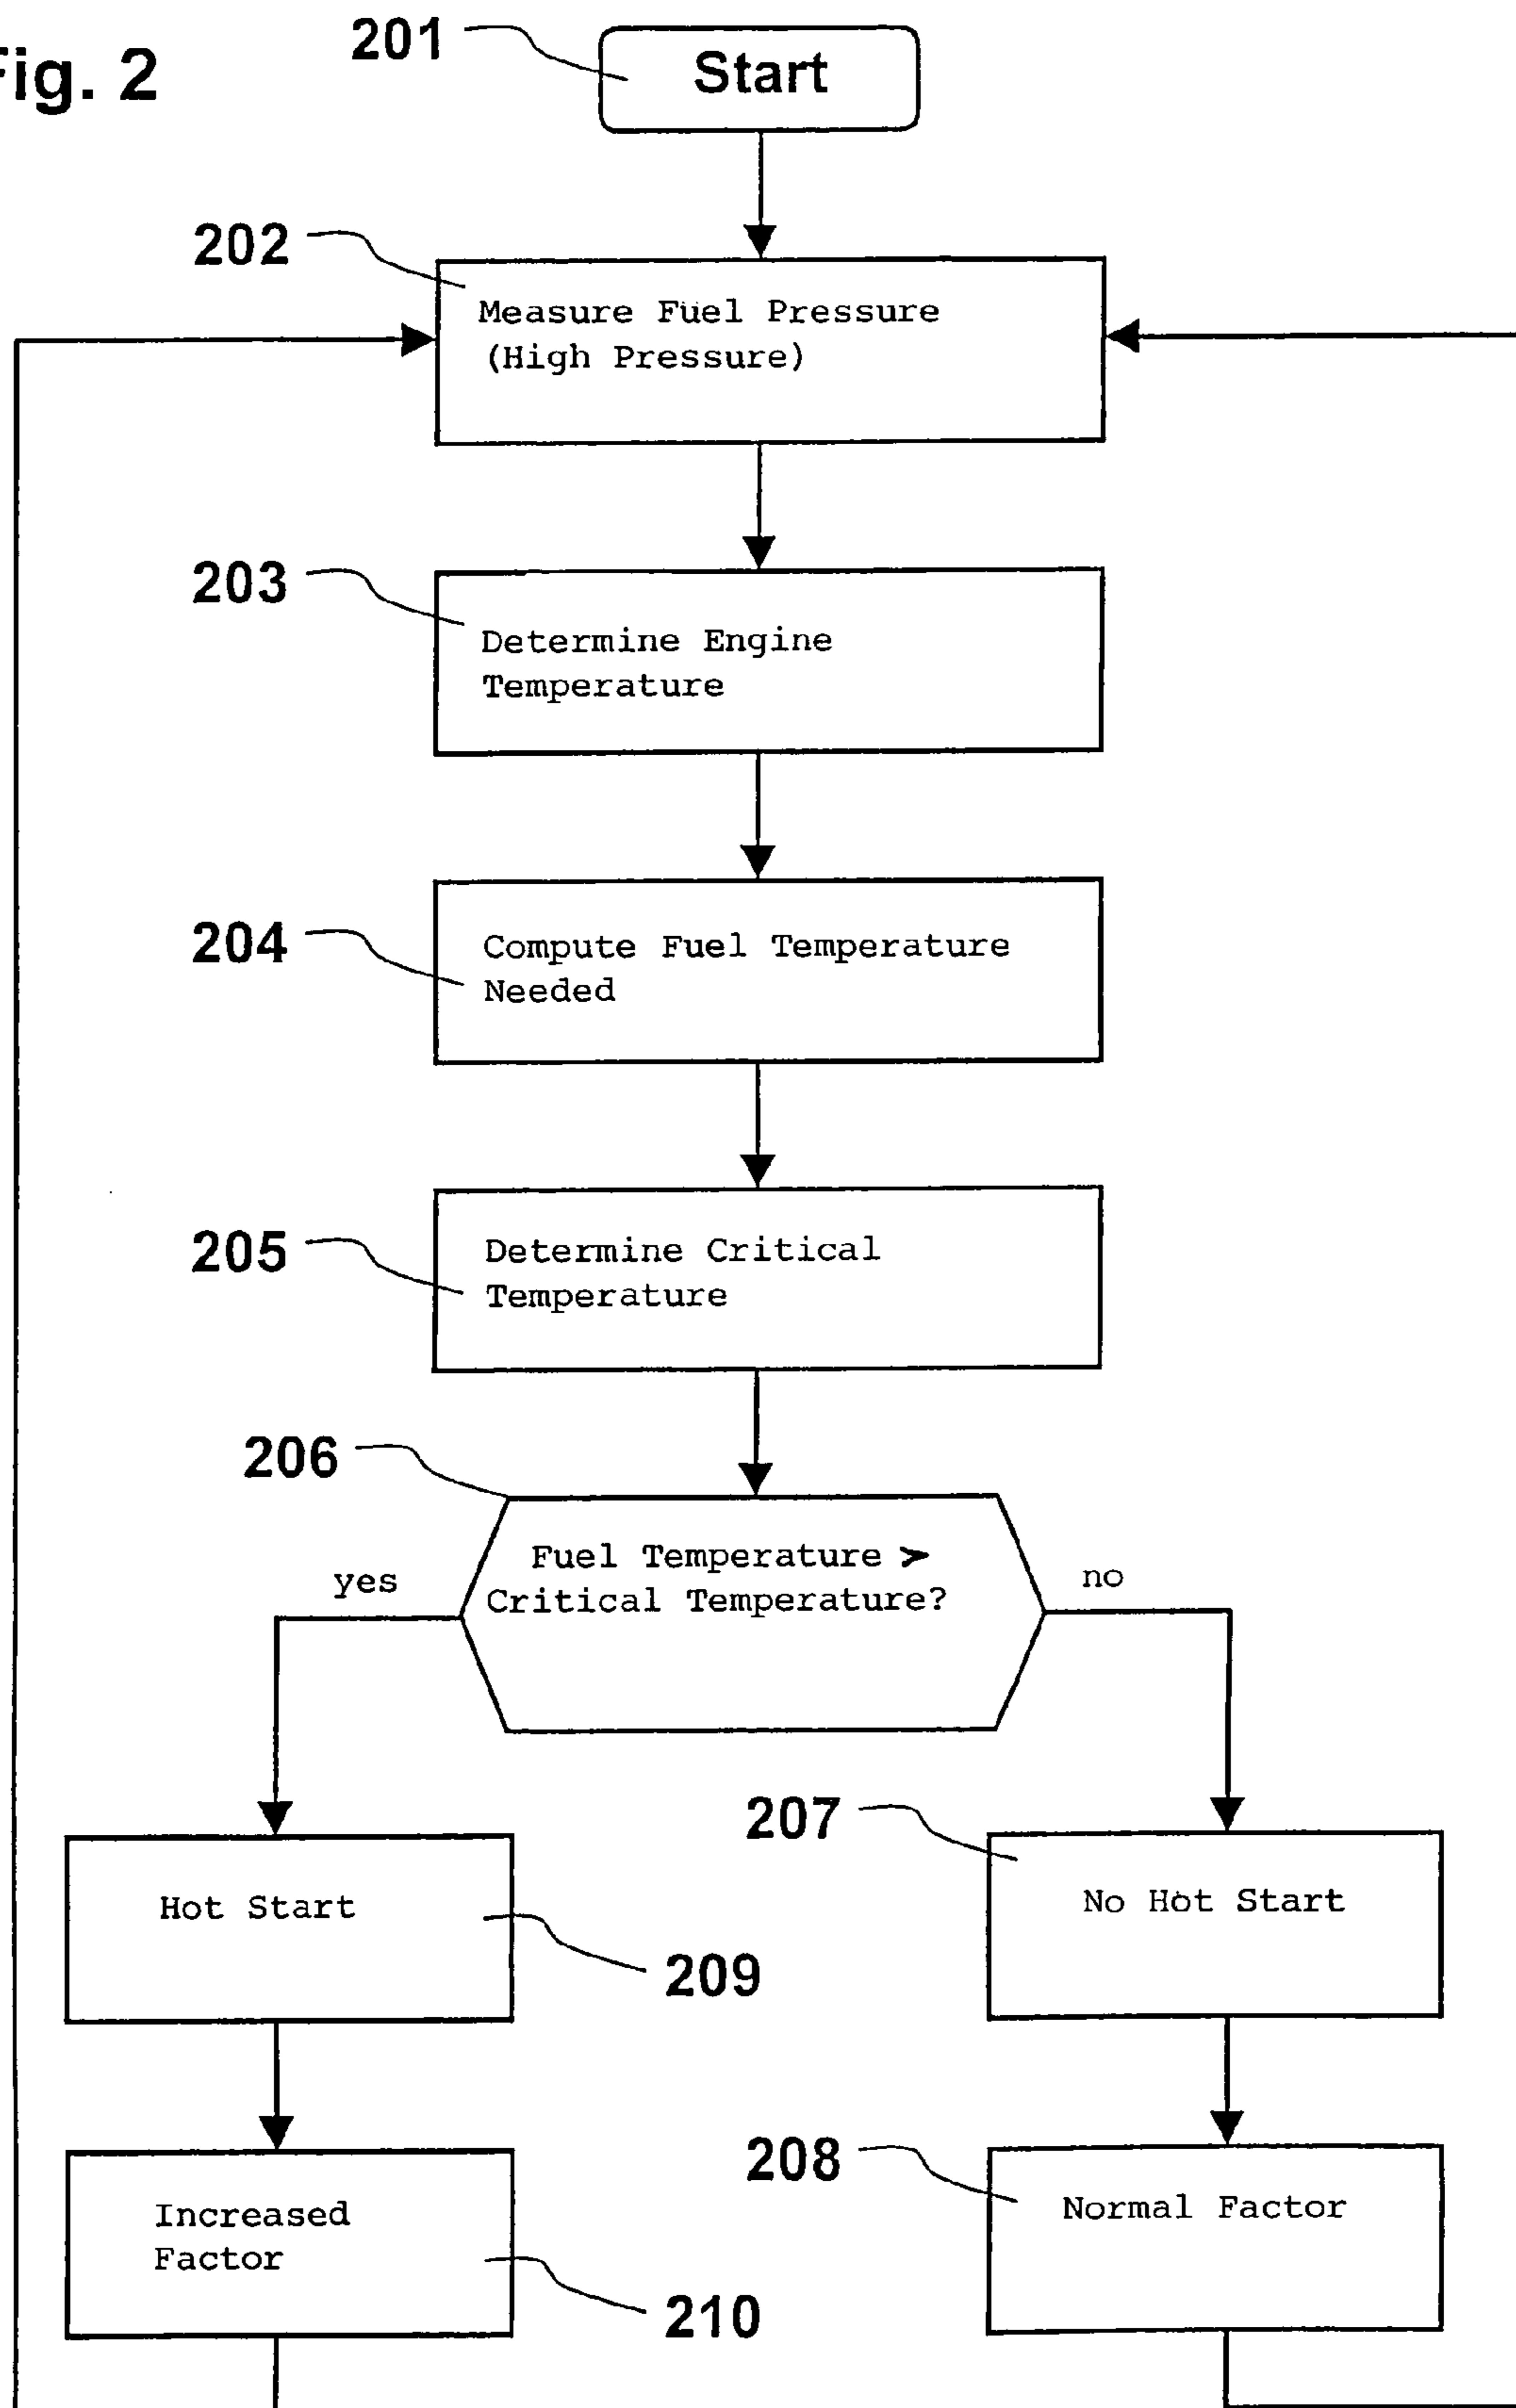 Fig. 2
201
Start
202
Measure Fuel Pressure
(High Pressure)
203
Determine Engine
Temperature
204
Compute Fuel Temperature
Needed
205
Determine Critical
Temperature
206
Fuel Temperature >
Critical Temperature?
yes
no
207
Hot Start
No Hot Start
209
208
Increased
Factor
Normal Factor
210